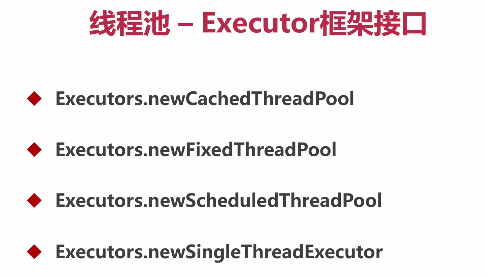 线程池 – Executor框架接口
Executors.newCachedThreadPool
Executors.newFixedThreadPool
Executors.newScheduledThreadPool
Executors.newSingleThreadExecutor